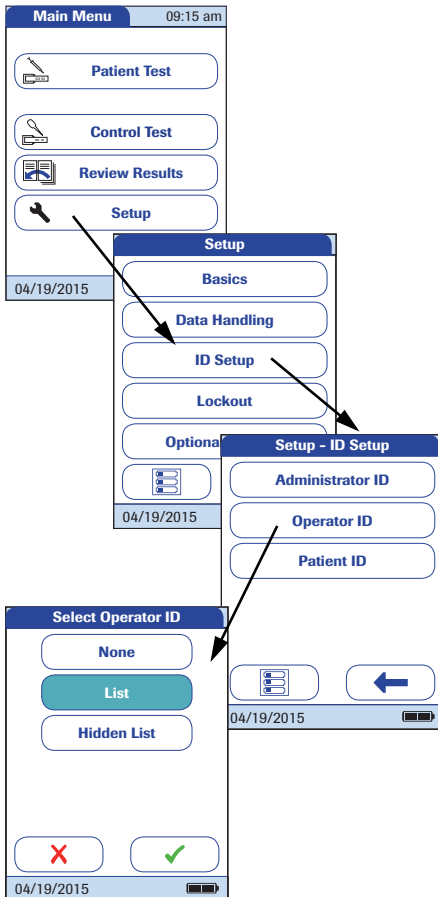 Main Menu 09:15 am
Patient Test
Control Test
Review Results
Setup
04/19/2015
Setup
Basics
Data Handling
ID Setup
Lockout
Optiona
04/19/2015
Setup - ID Setup
Administrator ID
Operator ID
Patient ID
04/19/2015
Select Operator ID
None
List
Hidden List
04/19/2015